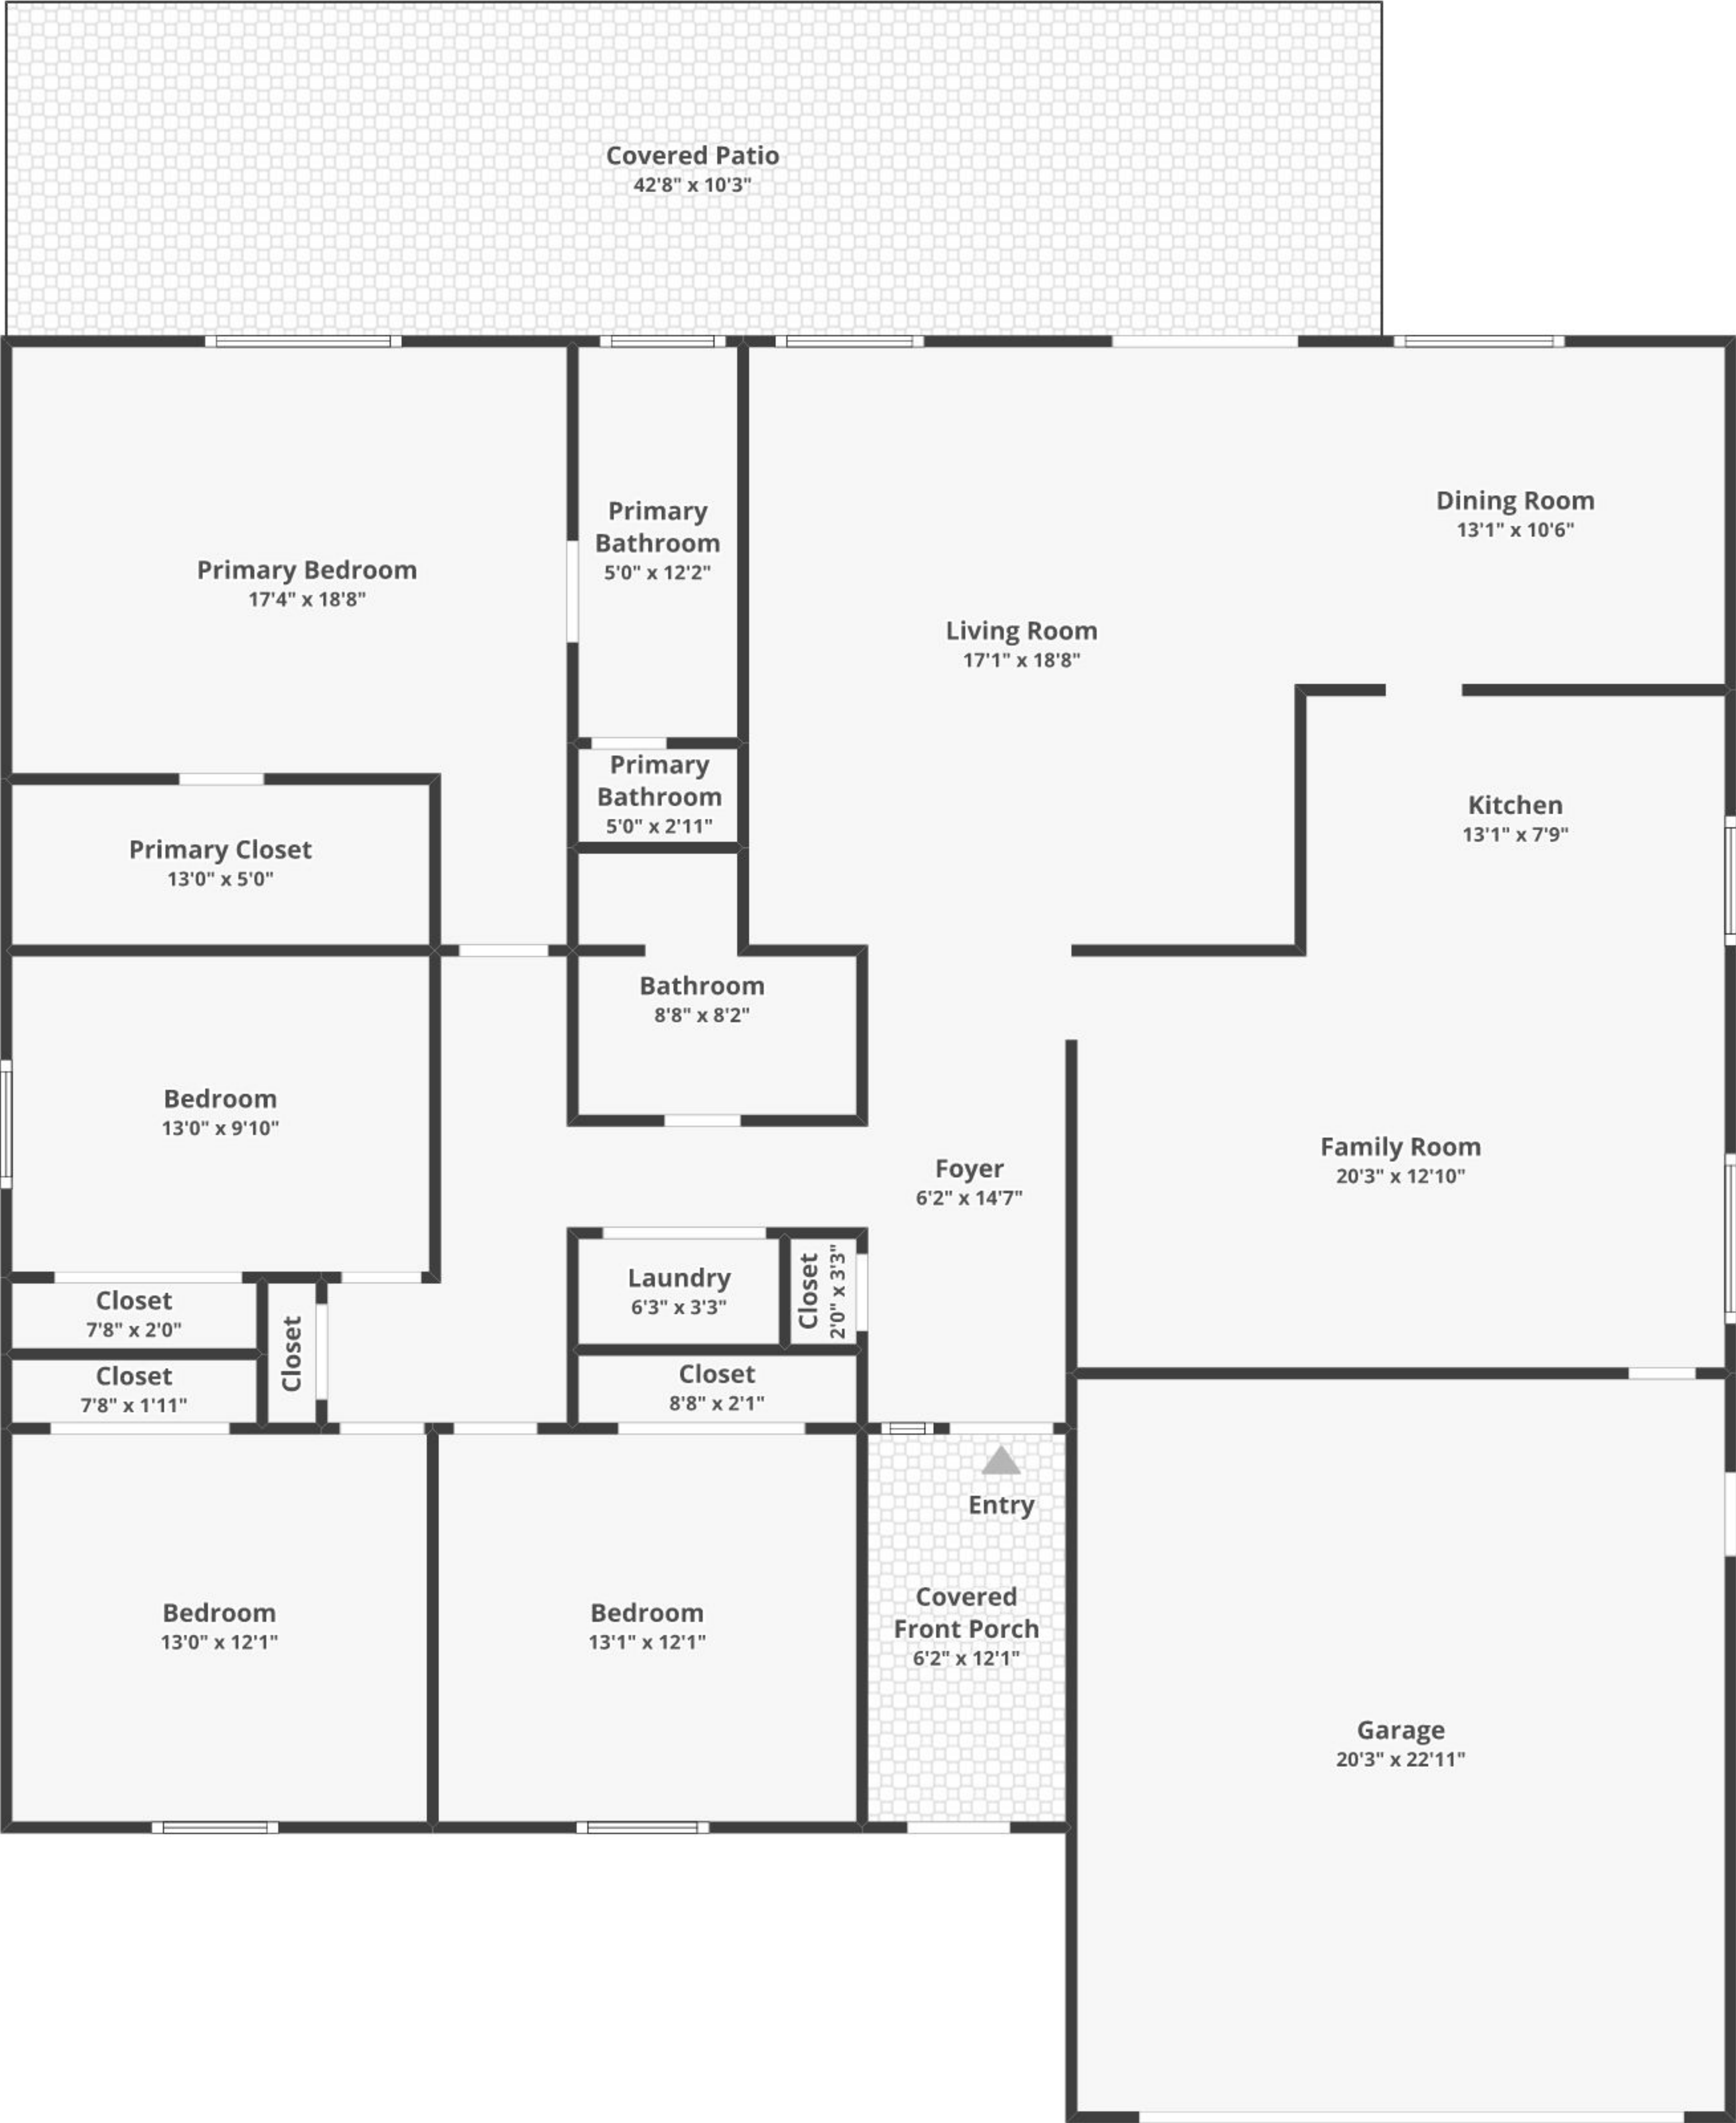 Covered Patio
42'8" x 10'3"
Dining Room
13'1" x 10'6"
Primary
Bathroom
5'0" x 12'2"
Primary Bedroom
17'4" x 18'8"
Living Room
17'1" x 18'8"
Primary
Bathroom
5'0" x 2'11"
Kitchen
13'1" x 7'9"
Primary Closet
13'0" x 5'0"
Bathroom
8'8" x 8'2"
Bedroom
13'0" x 9'10"
Family Room
20'3" x 12'10"
Foyer
6'2" x 14'7"
Laundry
6'3" x 3'3"
Closet
2'0" x 3'3"
Closet
7'8" x 2'0"
Closet
Closet
7'8" x 1'11"
Closet
8'8" x 2'1"
Entry
Covered
Front Porch
6'2" x 12'1"
Bedroom
13'0" x 12'1"
Bedroom
13'1" x 12'1"
Garage
20'3" x 22'11"